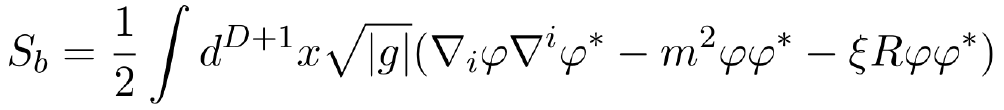 $S_b = \frac{1}{2} \int d^{D+1}x \sqrt{|g|} (\nabla_i \varphi \nabla^i \varphi^* - m^2 \varphi \varphi^* - \xi R \varphi \varphi^*)$